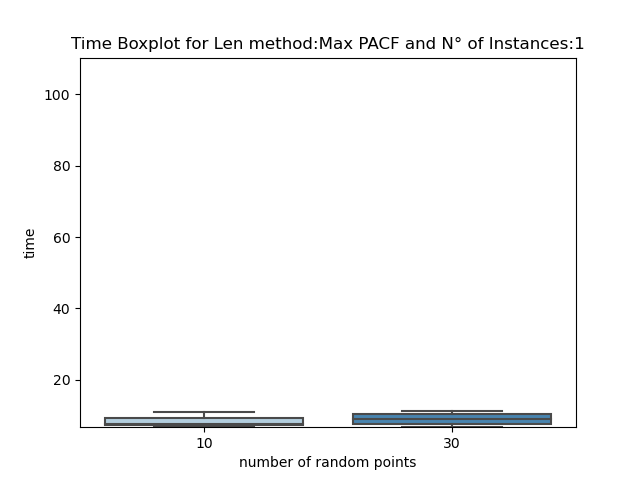 Time Boxplot for Len method:Max PACF and N° of Instances:1
100
80
60
40
20
time
10 30
number of random points